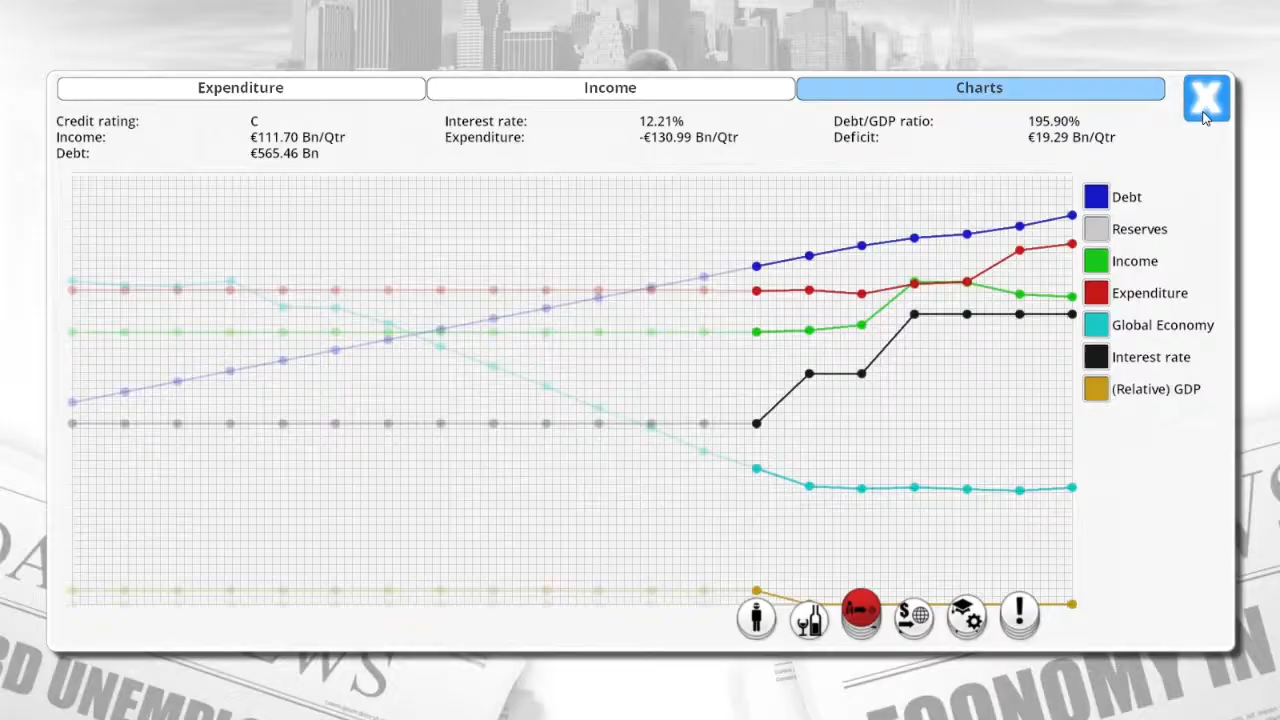 Expenditure Income Charts
X
Credit rating: C Interest rate: 12.21% Debt/GDP ratio: 195.90%
Income: €111.70 Bn/Qtr Expenditure: -€130.99 Bn/Qtr Deficit: €19.29 Bn/Qtr
Debt: €565.46 Bn
Debt
Reserves
Income
Expenditure
Global Economy
Interest rate
(Relative) GDP
$
!
ECONOMY IN